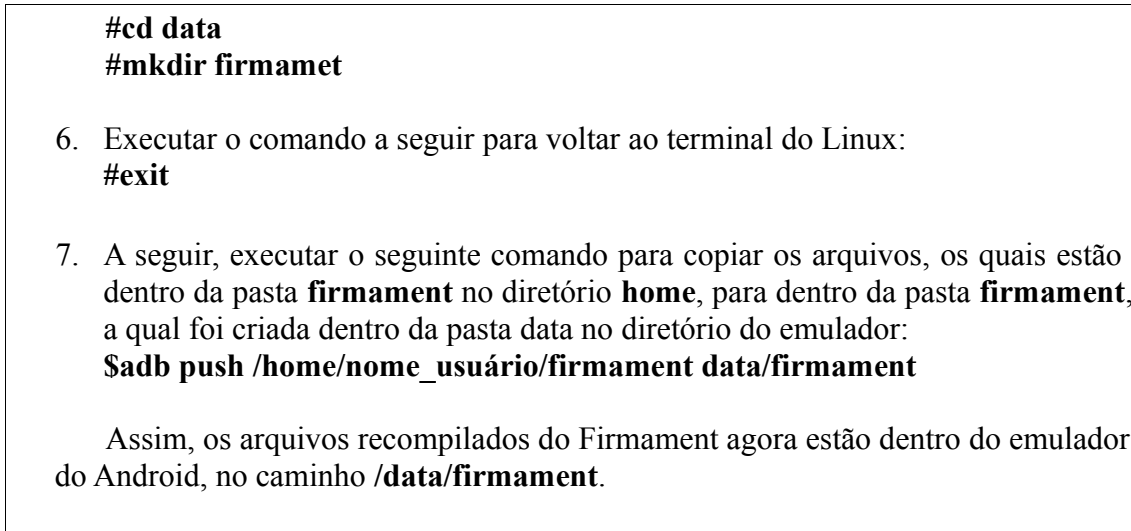 #cd data
#mkdir firmamet
6. Executar o comando a seguir para voltar ao terminal do Linux:
#exit
7. A seguir, executar o seguinte comando para copiar os arquivos, os quais estão
dentro da pasta firmament no diretório home, para dentro da pasta firmament,
a qual foi criada dentro da pasta data no diretório do emulador:
$adb push /home/nome_usuário/firmament data/firmament
Assim, os arquivos recompilados do Firmament agora estão dentro do emulador
do Android, no caminho /data/firmament.